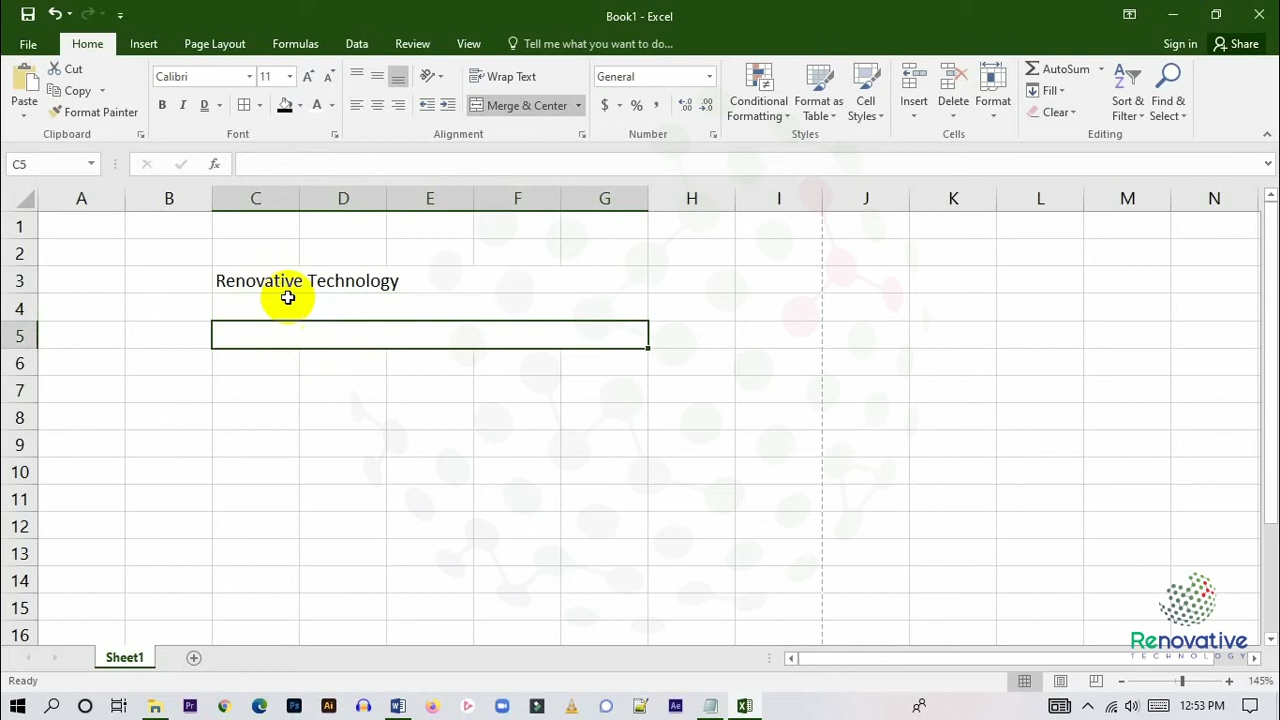 Book1 - Excel
File Home Insert Page Layout Formulas Data Review View Tell me what you want to do... Sign in Share
Paste Cut Copy Format Painter Clipboard
Calibri 11 A A B I D A Font
Wrap Text Merge & Center Alignment
General $ % , Number
Conditional Formatting Format as Table Cell Styles Styles
Insert Delete Format Cells
AutoSum Fill Clear Sort & Filter Find & Select Editing
C5 fx
A B C D E F G H I J K L M N
1
2
3 Renovative Technology
4
5
6
7
8
9
10
11
12
13
14
15
16
Renovative
TECHNOLOGY
Sheet1
Ready 145%
Pr Ps Ai Ae 12:53 PM